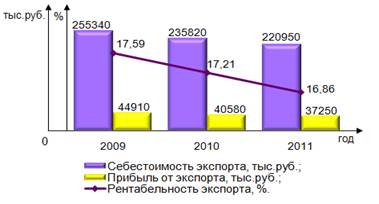 тыс.руб. %
255340 235820 220950
17,59 17,21 16,86
44910 40580 37250
0 2009 2010 2011 год
Себестоимость экспорта, тыс.руб.;
Прибыль от экспорта, тыс.руб.;
Рентабельность экспорта, %.